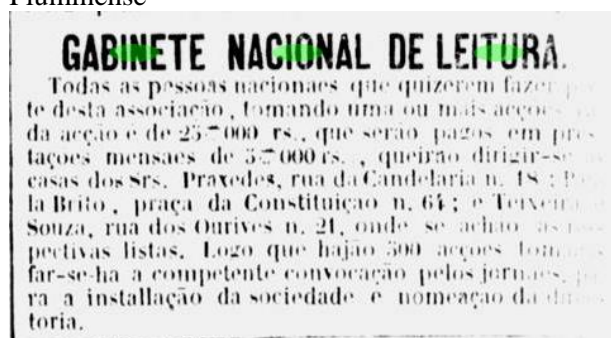 Fluminense
GABINETE NACIONAL DE LEITURA.
Todas as pessoas nacionaes que quizerem fazer
te desta associação, tomando uma ou mais acções
da acção é de 25 000 rs., que serão pagos em pres
tações mensaes de 5 000 rs., queirão dirigir-se
casas dos Srs. Praxedes, rua da Candelaria n. 18 ;
la Brito, praça da Constituição n. 64 ; e Teixeira
Souza, rua dos Ourives n. 21, onde se achão as
pectivas listas. Logo que hajão 500 acções
far-se-ha a competente convocação pelos jornaes,
ra a installação da sociedade e nomeação da
toria.